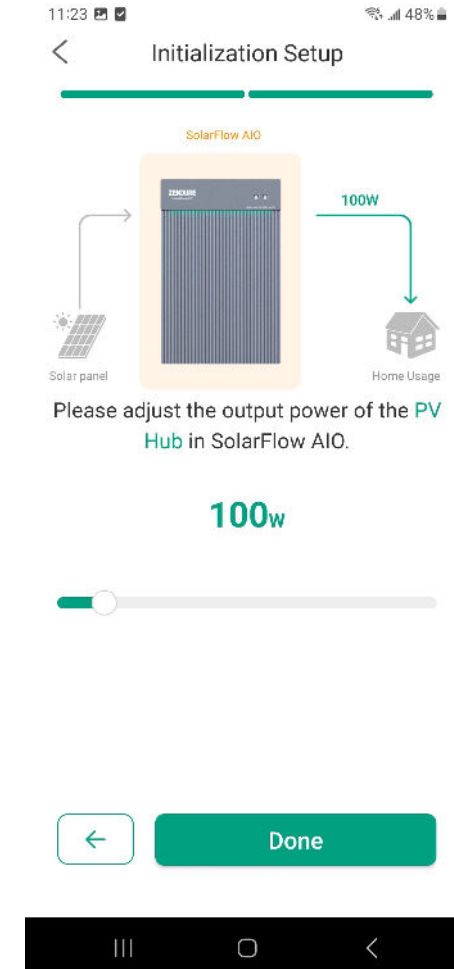 11:23
48%
Initialization Setup
SolarFlow AIO
ZENDURE
100W
Solar panel
Home Usage
Please adjust the output power of the PV
Hub in SolarFlow AIO.
100W
Done